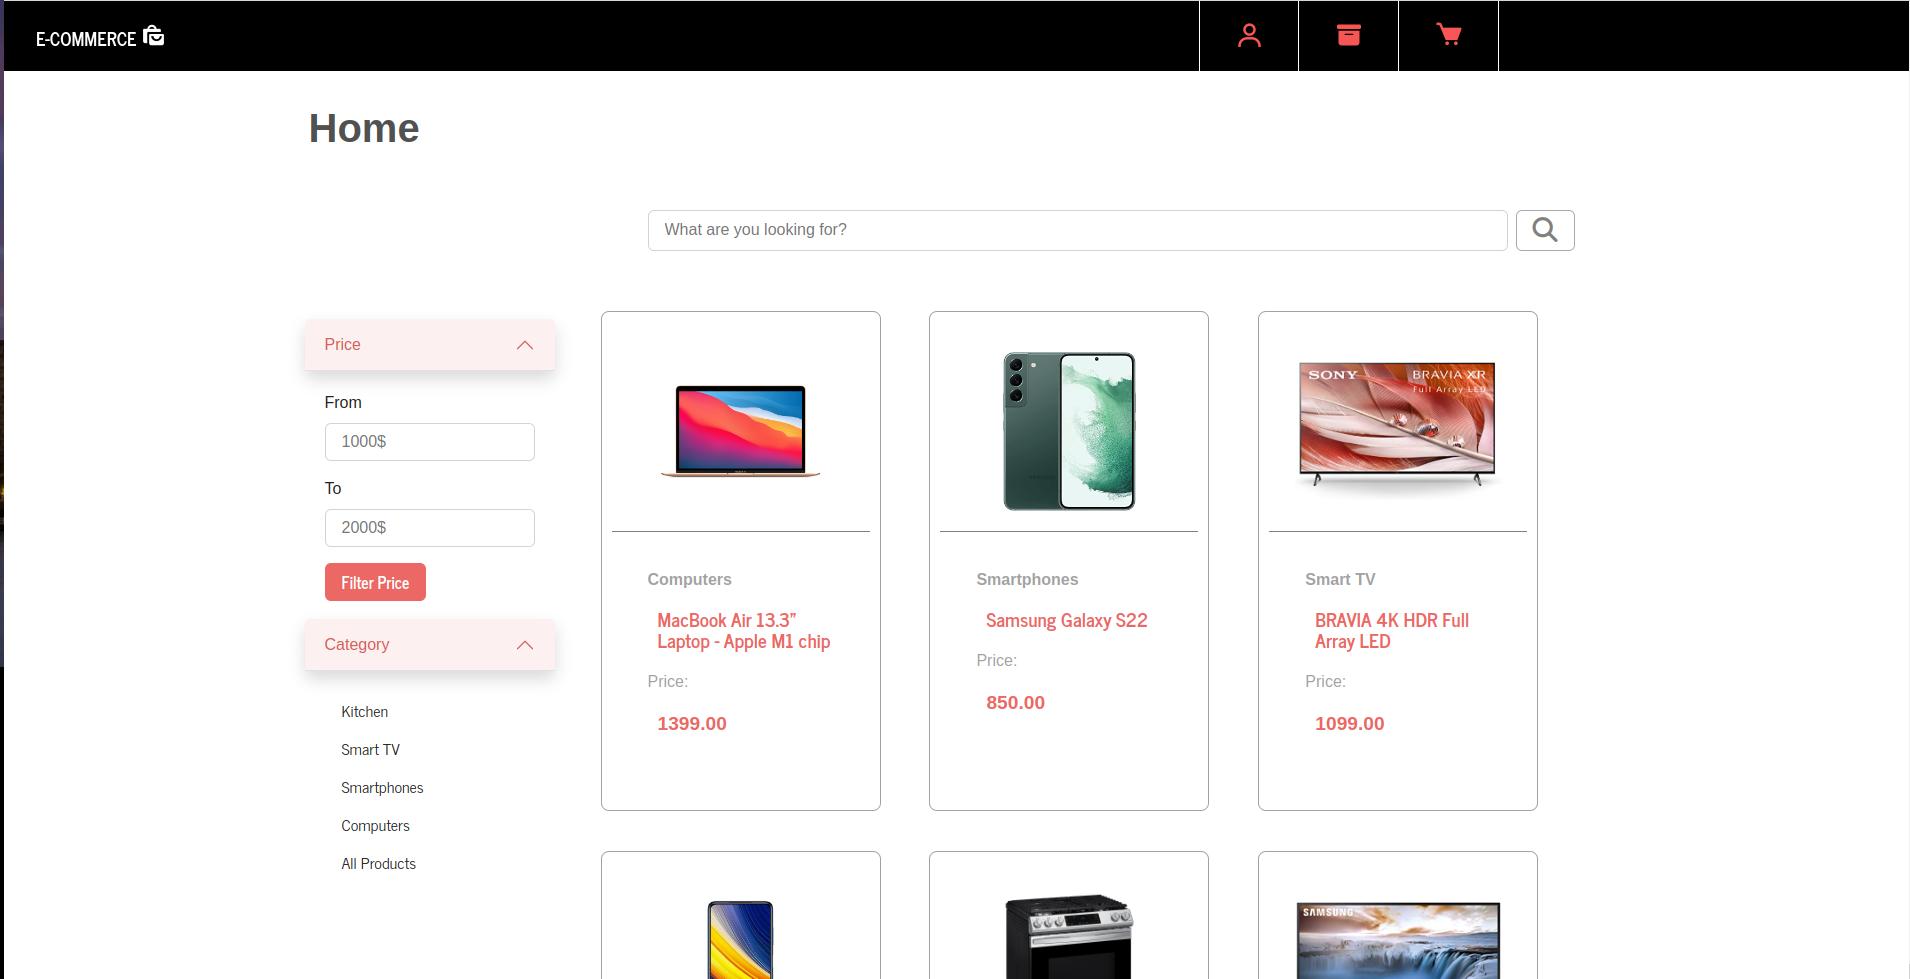 E-COMMERCE
Home
What are you looking for?
Price
From
1000$
To
2000$
Filter Price
Category
Kitchen
Smart TV
Smartphones
Computers
All Products
Computers
MacBook Air 13.3"
Laptop - Apple M1 chip
Price:
1399.00
Smartphones
Samsung Galaxy S22
Price:
850.00
SONY
BRAVIA XR
Full Array LED
Smart TV
BRAVIA 4K HDR Full
Array LED
Price:
1099.00
SAMSUNG